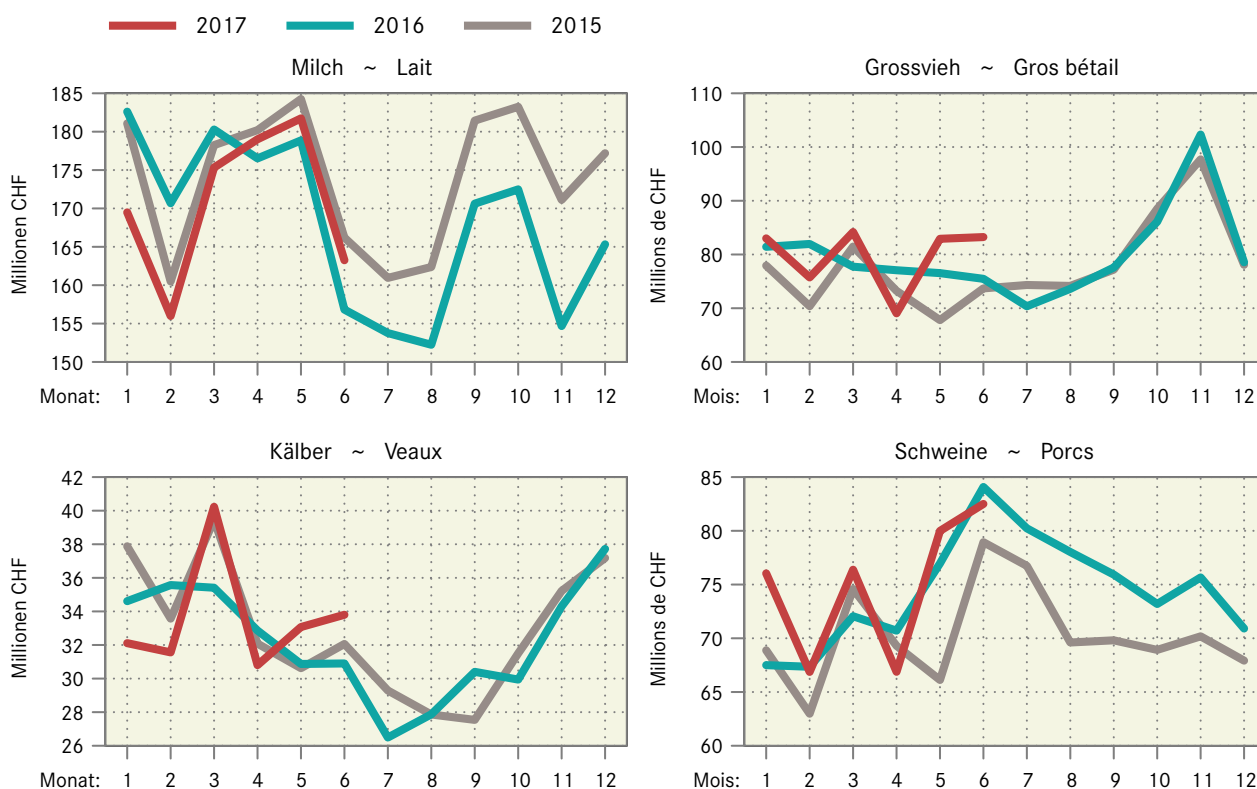 2017 2016 2015
Milch ~ Lait
Millionen CHF
185
180
175
170
165
160
155
150
Monat: 1 2 3 4 5 6 7 8 9 10 11 12
Grossvieh ~ Gros bétail
Millions de CHF
110
100
90
80
70
60
Mois: 1 2 3 4 5 6 7 8 9 10 11 12
Kälber ~ Veaux
Millionen CHF
42
40
38
36
34
32
30
28
26
Monat: 1 2 3 4 5 6 7 8 9 10 11 12
Schweine ~ Porcs
Millions de CHF
85
80
75
70
65
60
Mois: 1 2 3 4 5 6 7 8 9 10 11 12